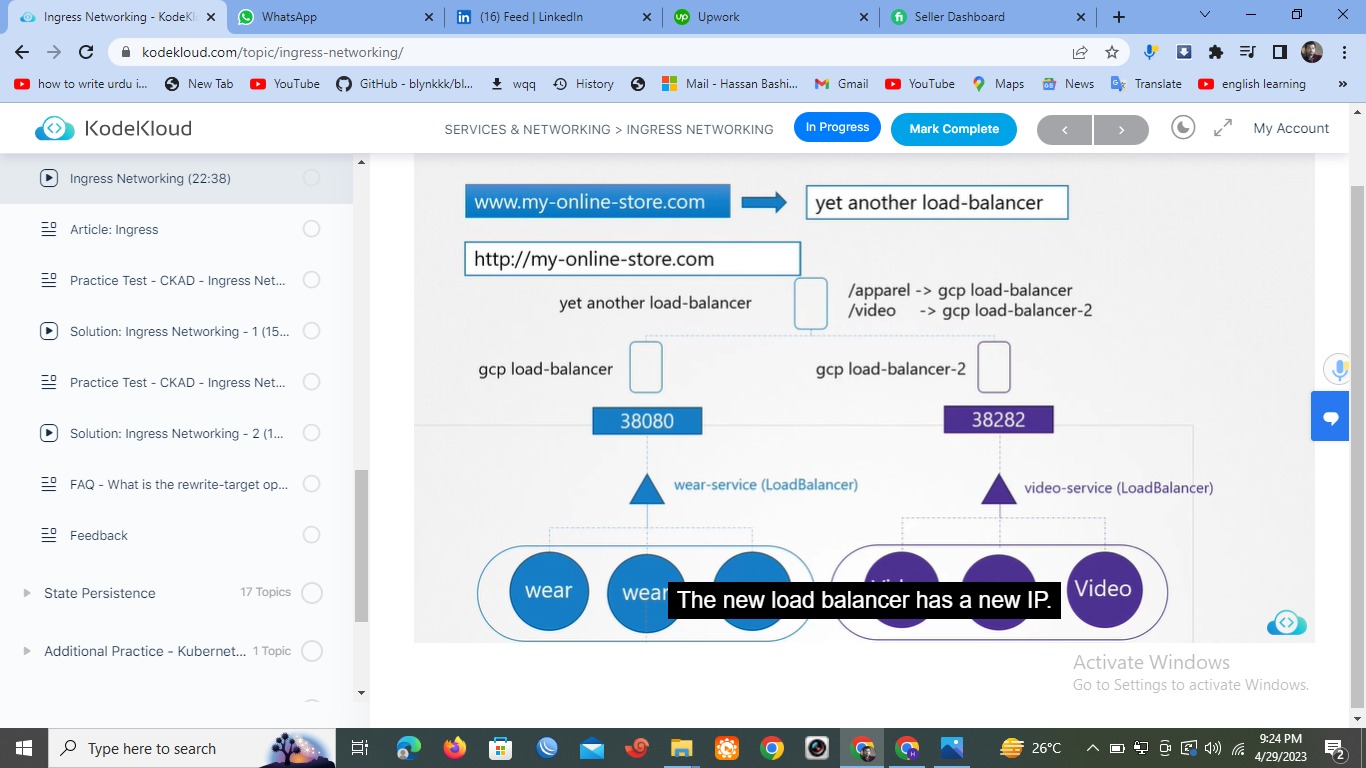 Ingress Networking - KodeKl
WhatsApp
(16) Feed | LinkedIn
Upwork
Seller Dashboard
kodekloud.com/topic/ingress-networking/
how to write urdu i...
New Tab
YouTube
GitHub - blynkkk/bl...
wqq
History
Mail - Hassan Bashi...
Gmail
YouTube
Maps
News
Translate
english learning
»
KodeKloud
SERVICES & NETWORKING > INGRESS NETWORKING
In Progress
Mark Complete
My Account
Ingress Networking (22:38)
Article: Ingress
Practice Test - CKAD - Ingress Net...
Solution: Ingress Networking - 1 (15...
Practice Test - CKAD - Ingress Net...
Solution: Ingress Networking - 2 (1...
FAQ - What is the rewrite-target op...
Feedback
State Persistence
17 Topics
Additional Practice - Kubernet...
1 Topic
www.my-online-store.com
yet another load-balancer
http://my-online-store.com
yet another load-balancer
/apparel -> gcp load-balancer
/video -> gcp load-balancer-2
gcp load-balancer
gcp load-balancer-2
38080
38282
wear-service (LoadBalancer)
video-service (LoadBalancer)
wear
wear
Video
The new load balancer has a new IP.
Activate Windows
Go to Settings to activate Windows.
Type here to search
26°C
9:24 PM
4/29/2023
2